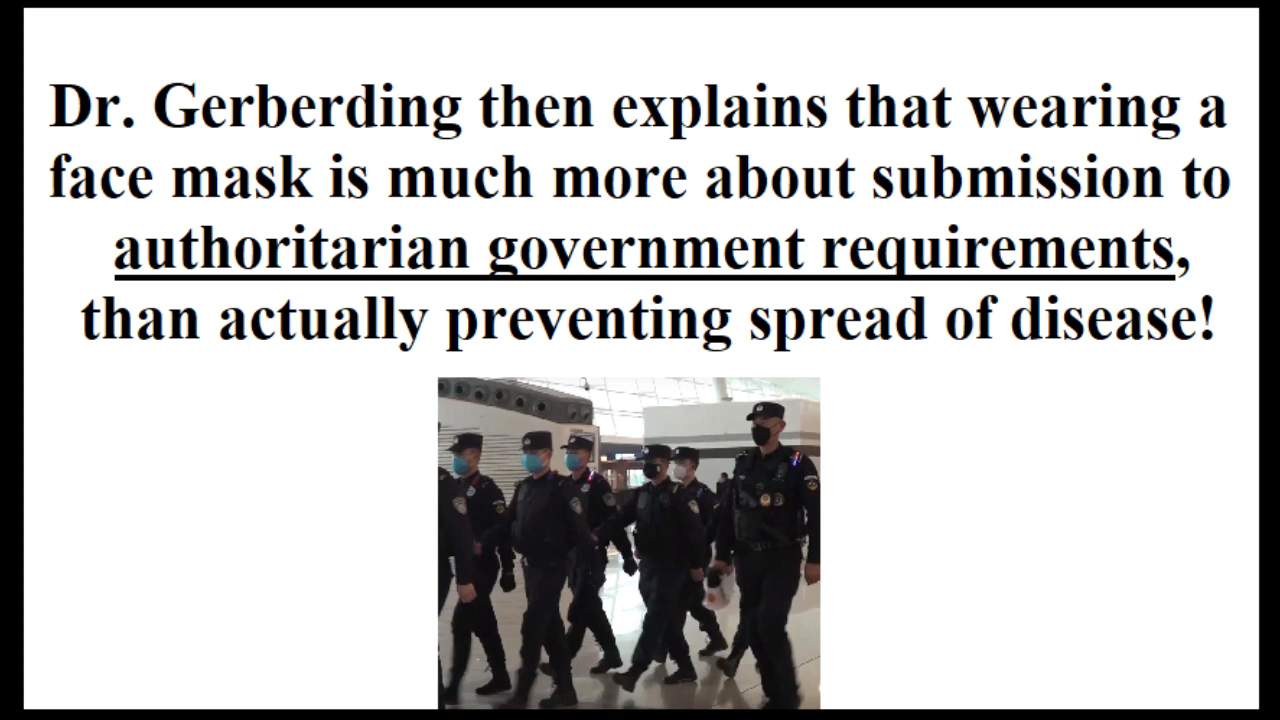 Dr. Gerberding then explains that wearing a
face mask is much more about submission to
authoritarian government requirements,
than actually preventing spread of disease!